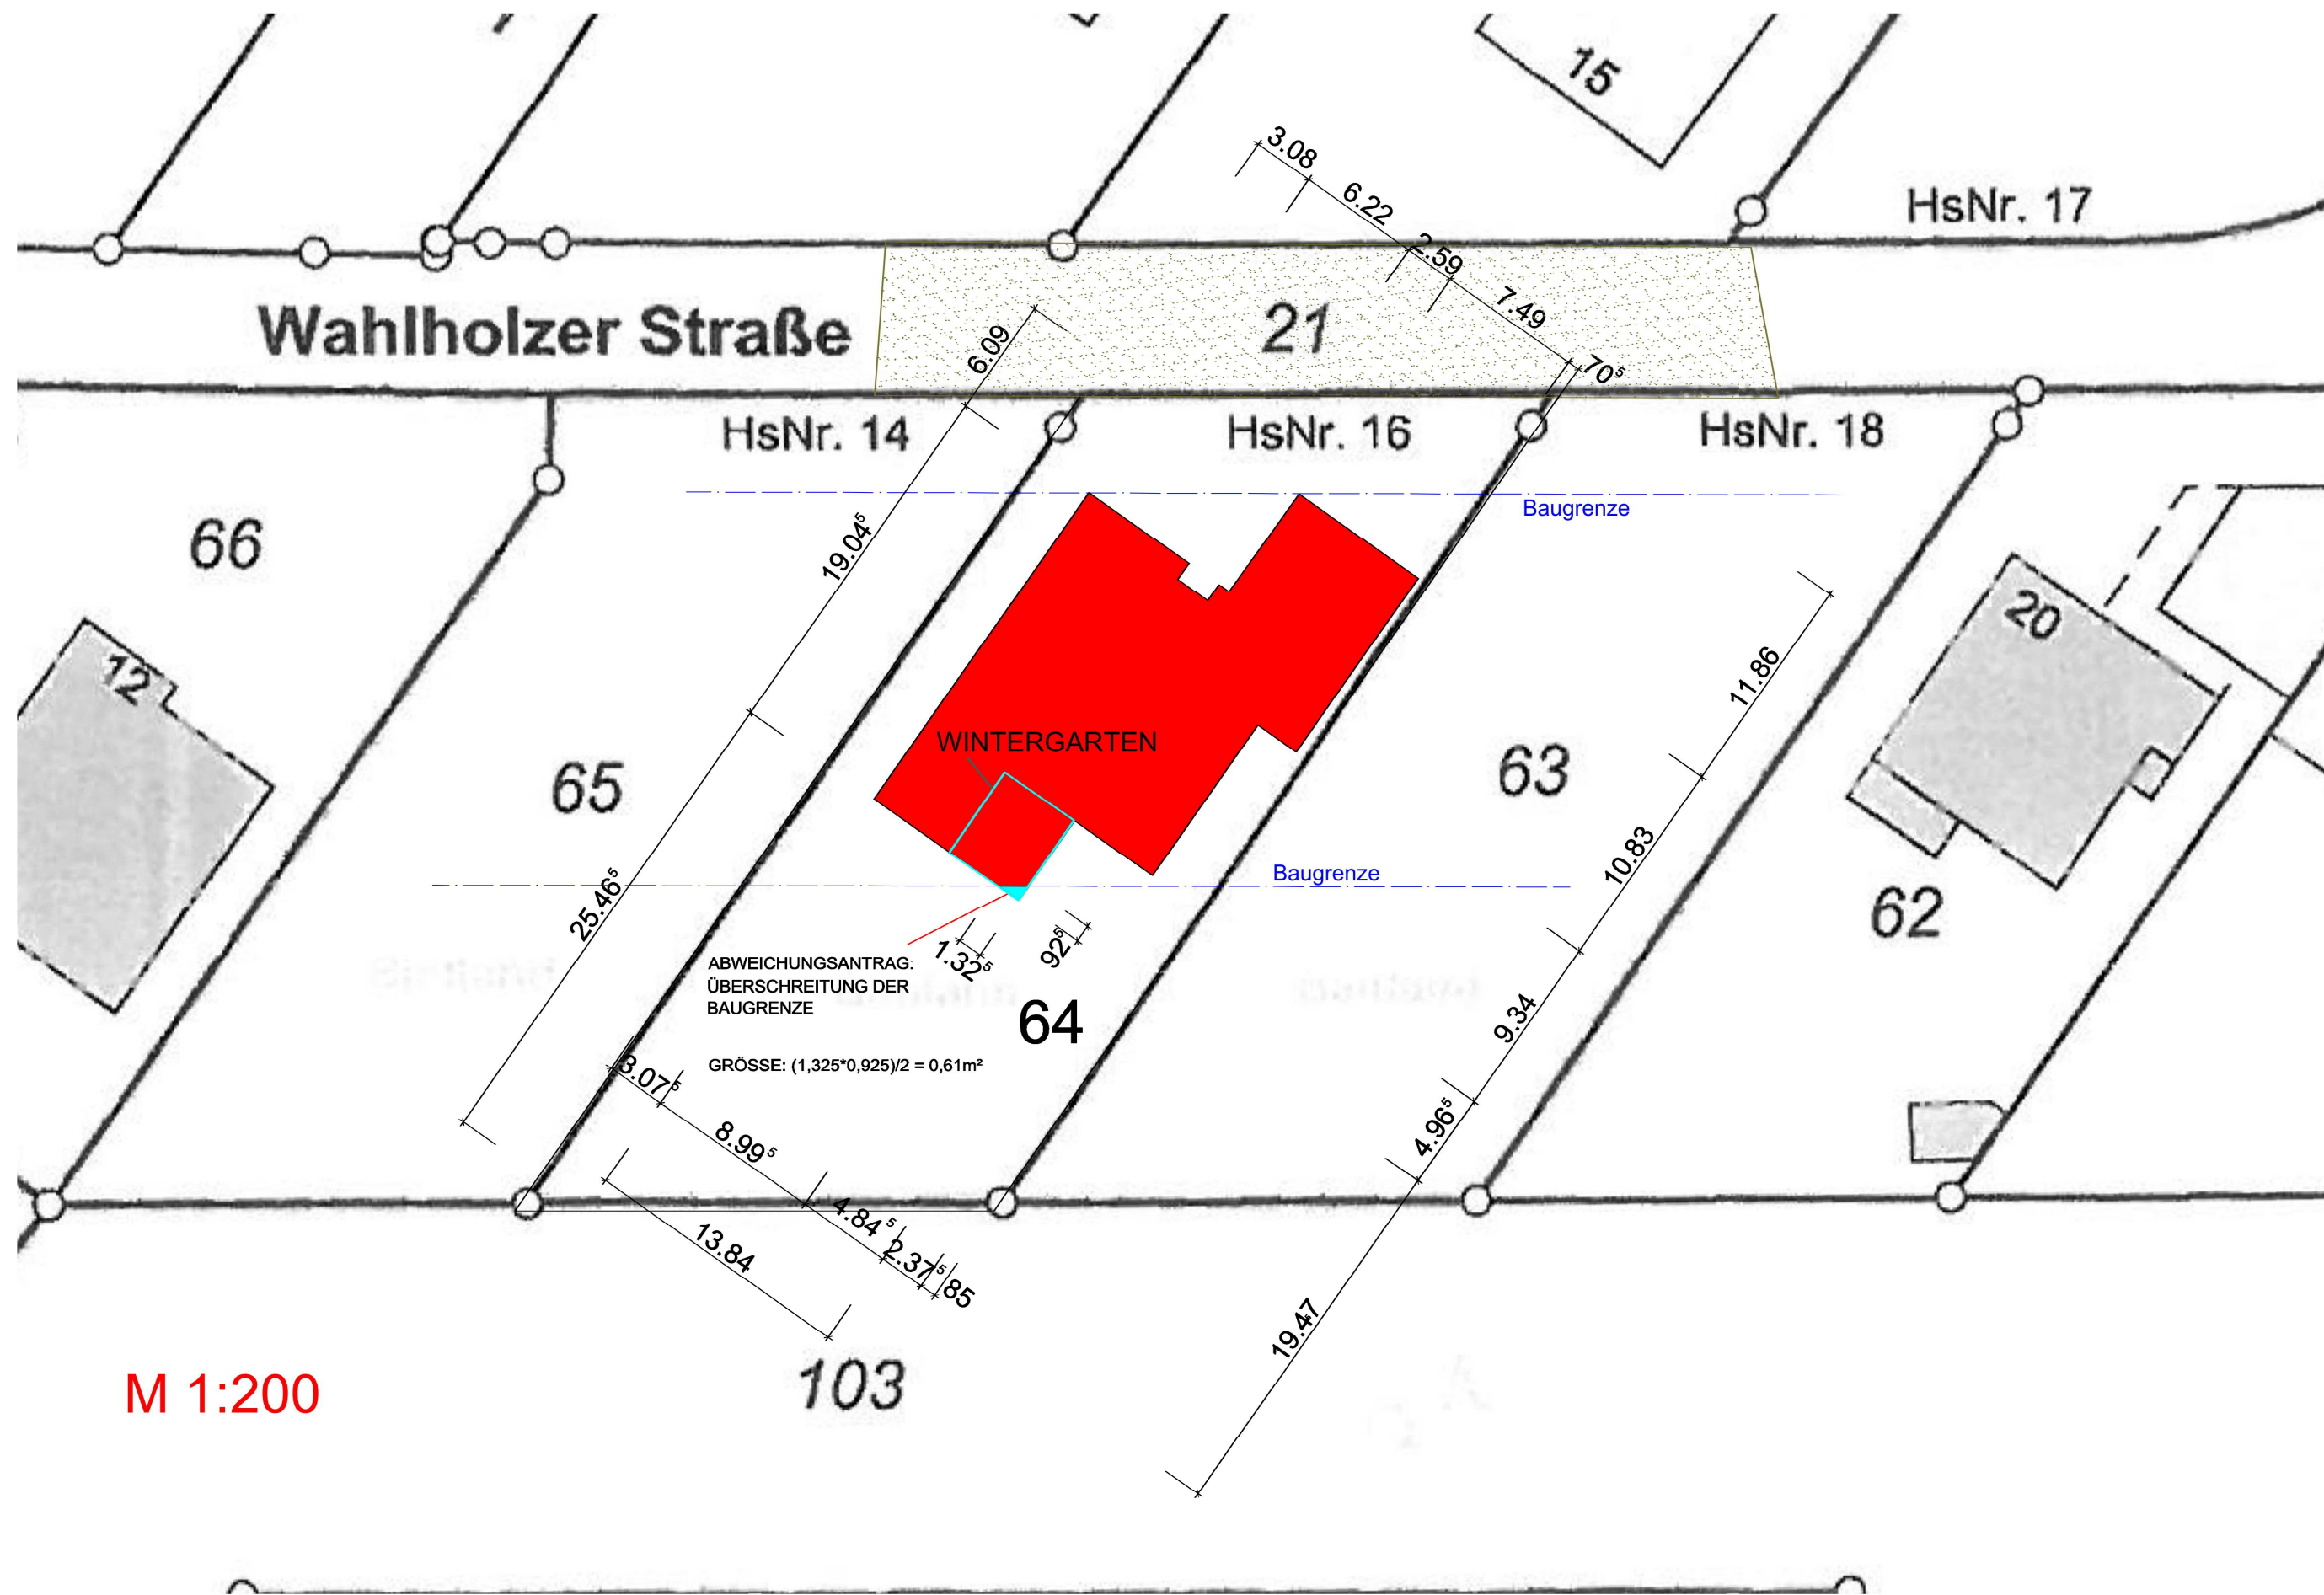 15
3.08
6.22
HsNr. 17
2.59
7.49
Wahlholzer Straße
21
6.09
70⁵
HsNr. 14
HsNr. 16
HsNr. 18
Baugrenze
66
19.04⁵
20
12
11.86
WINTERGARTEN
65
63
10.83
Baugrenze
62
25.46⁵
1.32⁵
92⁵
ABWEICHUNGSANTRAG:
ÜBERSCHREITUNG DER
BAUGRENZE
64
9.34
GRÖSSE: (1,325*0,925)/2 = 0,61m²
3.07⁵
4.96⁵
8.99⁵
4.84⁵
13.84
2.37⁵
85
19.47
103
M 1:200